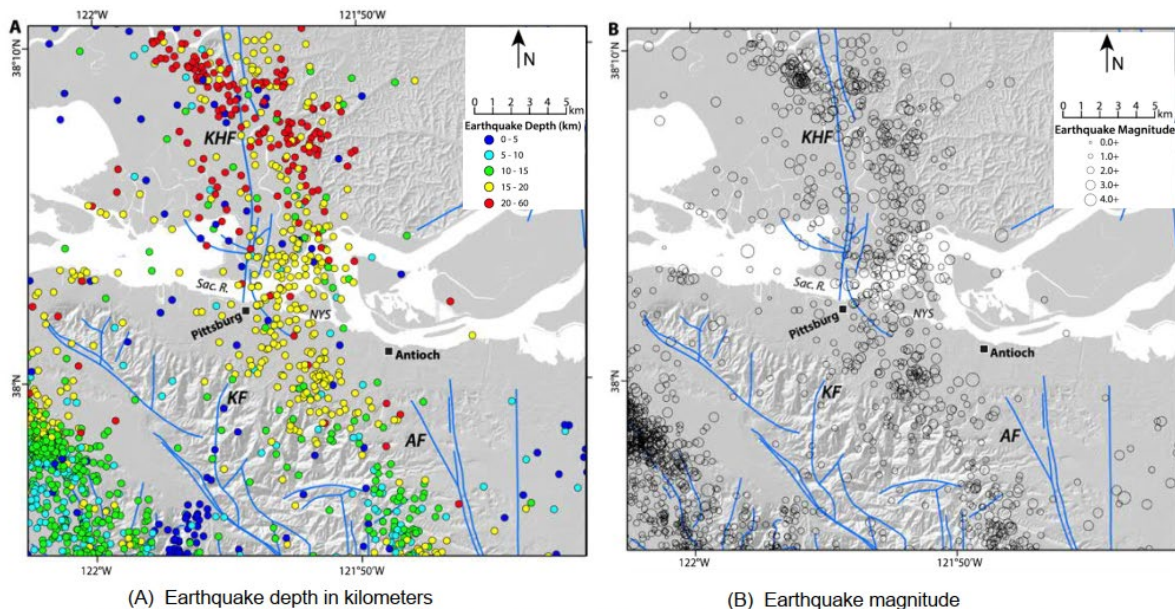 A
122°W
121°50'W
38°10'N
N
0 1 2 3 4 5
km
Earthquake Depth (km)
0 - 5
5 - 10
10 - 15
15 - 20
20 - 60
KHF
Sac. R.
NYS
Pittsburg
Antioch
38°N
KF
AF
122°W
121°50'W
(A) Earthquake depth in kilometers
B
122°W
121°50'W
38°10'N
N
0 1 2 3 4 5
km
Earthquake Magnitude
0.0+
1.0+
2.0+
3.0+
4.0+
KHF
Sac. R.
NYS
Pittsburg
Antioch
38°N
KF
AF
122°W
121°50'W
(B) Earthquake magnitude